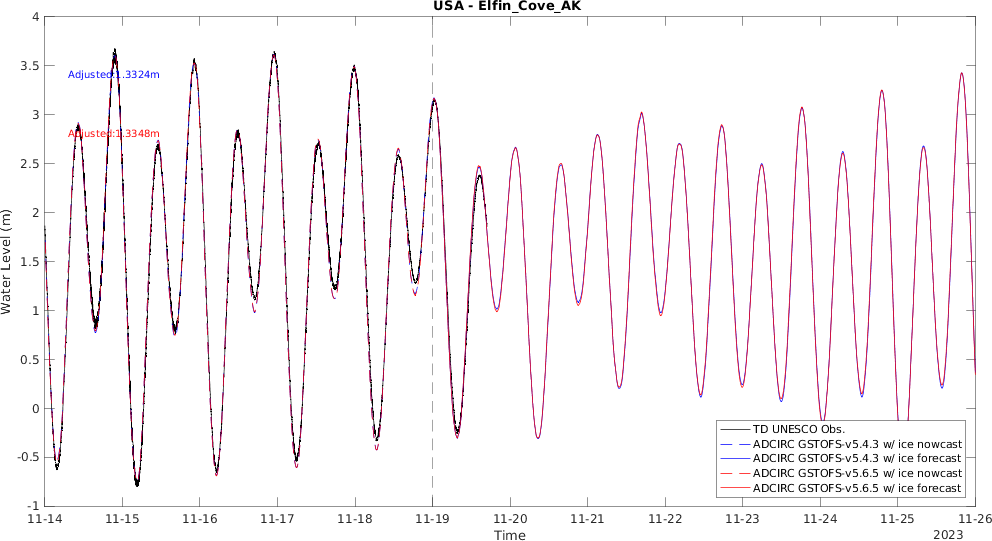 USA - Elfin_Cove_AK
Water Level (m)
4
3.5
3
2.5
2
1.5
1
0.5
0
-0.5
-1
Adjusted:1.3324m
Adjusted:1.3348m
TD UNESCO Obs.
ADCIRC GSTOFS-v5.4.3 w/ ice nowcast
ADCIRC GSTOFS-v5.4.3 w/ ice forecast
ADCIRC GSTOFS-v5.6.5 w/ ice nowcast
ADCIRC GSTOFS-v5.6.5 w/ ice forecast
11-14 11-15 11-16 11-17 11-18 11-19 11-20 11-21 11-22 11-23 11-24 11-25 11-26
Time
2023